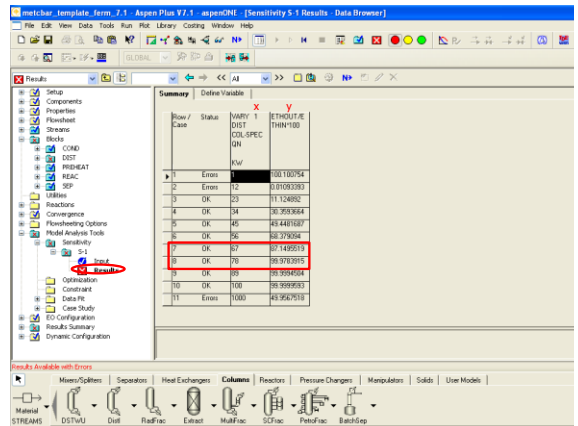 metcbar_template_ferm_7.1 - Aspen Plus V7.1 - aspenONE - [Sensitivity S-1 Results - Data Browser]
File Edit View Data Tools Run Plot Library Costing Window Help
GLOBAL
Results All
Setup
Components
Properties
Flowsheet
Streams
Blocks
COND
DIST
PREHEAT
REAC
SEP
Utilities
Reactions
Convergence
Flowsheeting Options
Model Analysis Tools
Sensitivity
S-1
Input
Results
Optimization
Constraint
Data Fit
Case Study
EO Configuration
Results Summary
Dynamic Configuration
Summary Define Variable
x y
Row / Case Status VARY 1 DIST COL-SPEC QN KW ETHOUT/E THIN*100
1 Errors 1 100.100754
2 Errors 12 0.01093393
3 OK 23 11.124892
4 OK 34 30.3593664
5 OK 45 49.4481687
6 OK 56 68.379094
7 OK 67 87.1495519
8 OK 78 99.9783915
9 OK 89 99.9994504
10 OK 100 99.9999593
11 Errors 1000 49.9567518
Results Available with Errors
Mixers/Splitters Separators Heat Exchangers Columns Reactors Pressure Changers Manipulators Solids User Models
Material
STREAMS DSTWU Distl RadFrac Extract MultiFrac SCFrac PetroFrac BatchSep